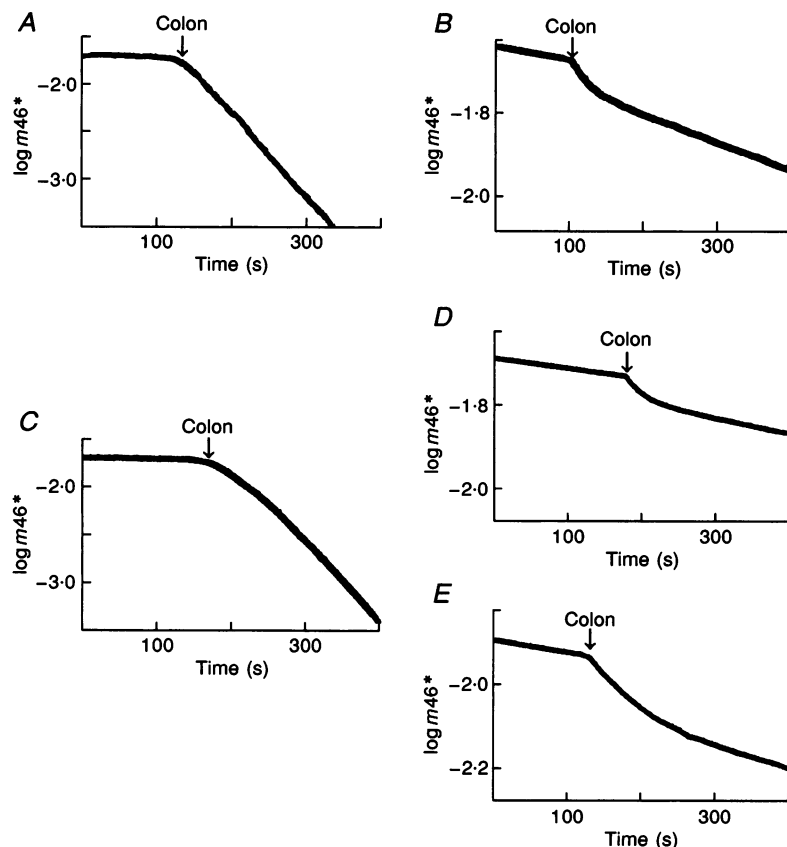 A
Colon
log m46*
−2·0
−3·0
100
300
Time (s)
B
Colon
log m46*
−1·8
−2·0
100
300
Time (s)
C
Colon
log m46*
−2·0
−3·0
100
300
Time (s)
D
Colon
log m46*
−1·8
−2·0
100
300
Time (s)
E
Colon
log m46*
−2·0
−2·2
100
300
Time (s)